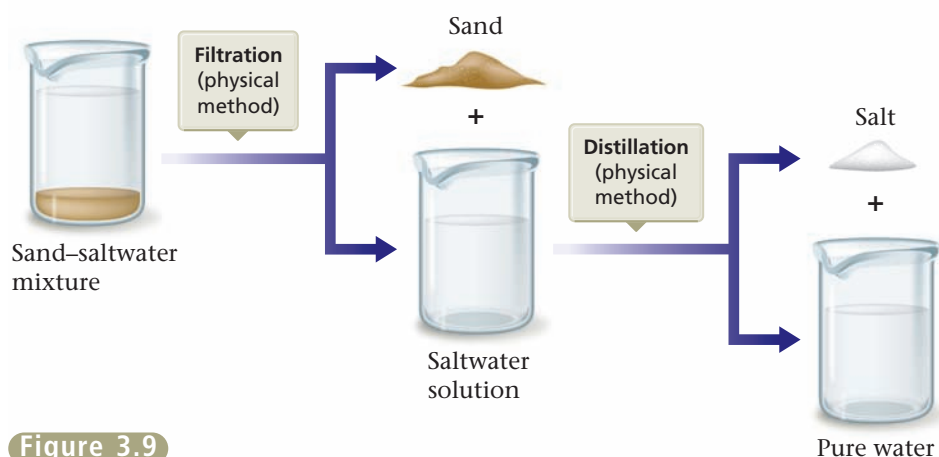 Sand
Filtration
(physical
method)
+
Salt
Distillation
(physical
method)
+
Sand–saltwater
mixture
Saltwater
solution
Figure 3.9
Pure water